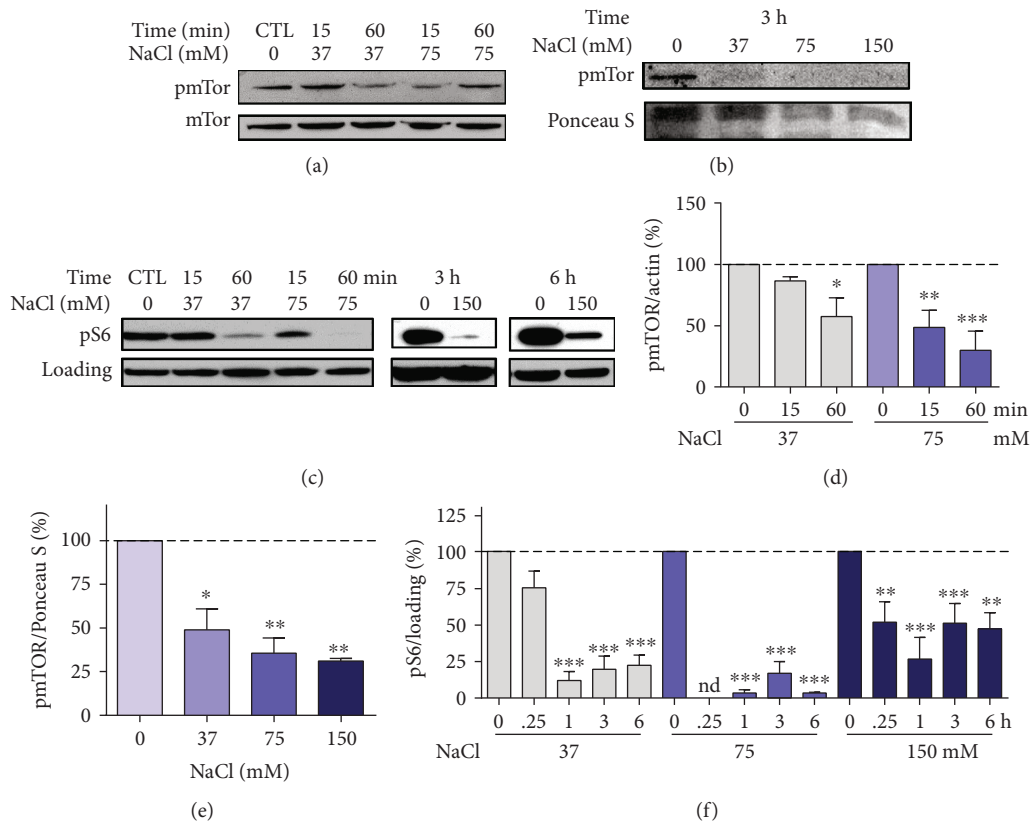 Time (min) CTL 15 60 15 60
NaCl (mM) 0 37 37 75 75
pmTor
mTor
(a)
Time 3 h
NaCl (mM) 0 37 75 150
pmTor
Ponceau S
(b)
Time CTL 15 60 15 60 min 3 h 6 h
NaCl (mM) 0 37 37 75 75 0 150 0 150
pS6
Loading
(c)
pmTOR/actin (%)
150
100
50
0
* ** ***
0 15 60 0 15 60 min
NaCl 37 75 mM
(d)
pmTOR/Ponceau S (%)
100
75
50
25
0
* ** **
0 37 75 150
NaCl (mM)
(e)
pS6/loading (%)
125
100
75
50
25
0
*** *** *** nd *** *** *** ** *** *** **
0 .25 1 3 6 0 .25 1 3 6 0 .25 1 3 6 h
NaCl 37 75 150 mM
(f)